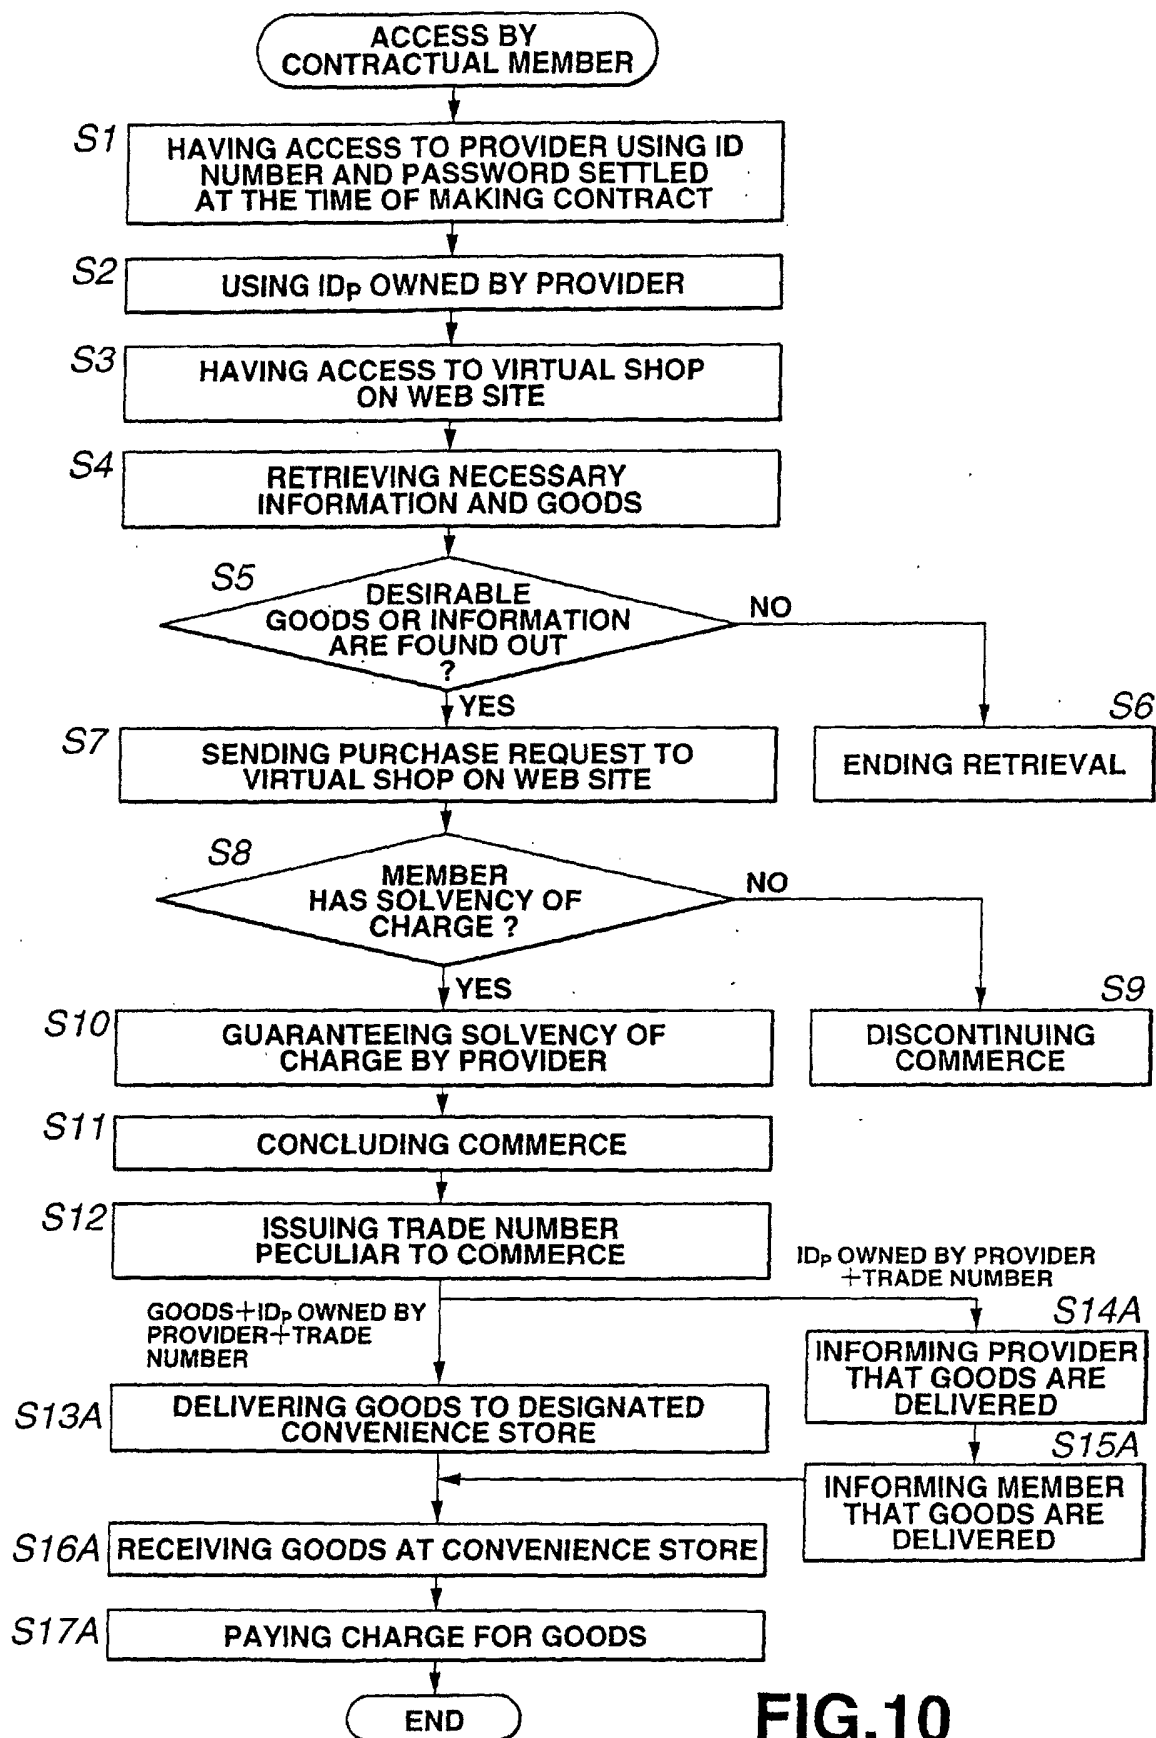 ACCESS BY
CONTRACTUAL MEMBER
S1
HAVING ACCESS TO PROVIDER USING ID
NUMBER AND PASSWORD SETTLED
AT THE TIME OF MAKING CONTRACT
S2
USING IDP OWNED BY PROVIDER
S3
HAVING ACCESS TO VIRTUAL SHOP
ON WEB SITE
S4
RETRIEVING NECESSARY
INFORMATION AND GOODS
S5
DESIRABLE
GOODS OR INFORMATION
ARE FOUND OUT
?
NO
YES
S6
ENDING RETRIEVAL
S7
SENDING PURCHASE REQUEST TO
VIRTUAL SHOP ON WEB SITE
S8
MEMBER
HAS SOLVENCY OF
CHARGE ?
NO
YES
S9
DISCONTINUING
COMMERCE
S10
GUARANTEEING SOLVENCY OF
CHARGE BY PROVIDER
S11
CONCLUDING COMMERCE
S12
ISSUING TRADE NUMBER
PECULIAR TO COMMERCE
IDP OWNED BY PROVIDER
+TRADE NUMBER
GOODS+IDP OWNED BY
PROVIDER+TRADE
NUMBER
S14A
INFORMING PROVIDER
THAT GOODS ARE
DELIVERED
S13A
DELIVERING GOODS TO DESIGNATED
CONVENIENCE STORE
S15A
INFORMING MEMBER
THAT GOODS ARE
DELIVERED
S16A
RECEIVING GOODS AT CONVENIENCE STORE
S17A
PAYING CHARGE FOR GOODS
END
FIG.10